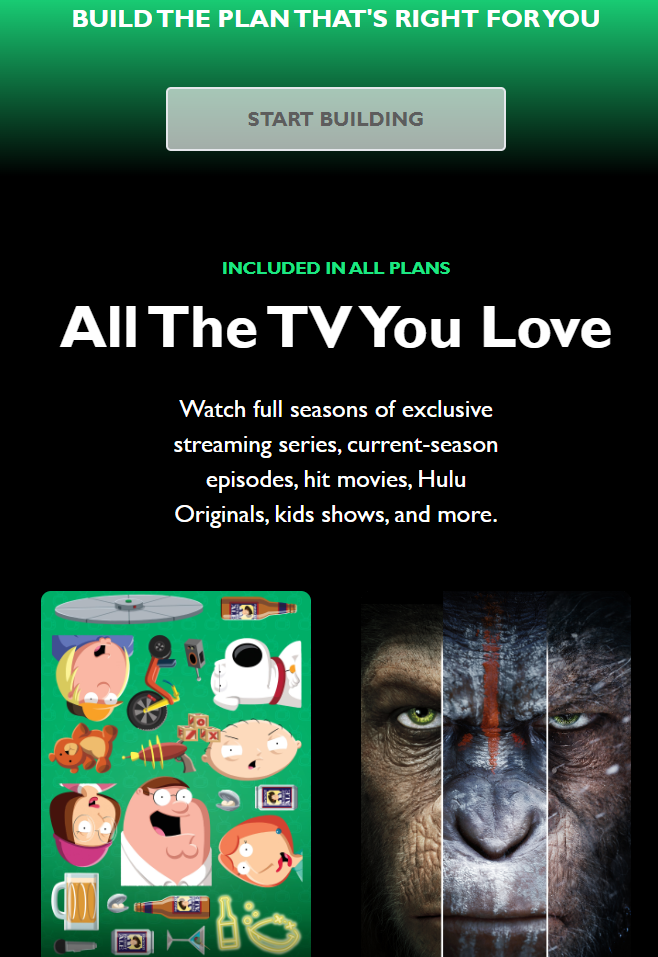 BUILD THE PLAN THAT'S RIGHT FOR YOU
START BUILDING
INCLUDED IN ALL PLANS
All The TV You Love
Watch full seasons of exclusive
streaming series, current-season
episodes, hit movies, Hulu
Originals, kids shows, and more.